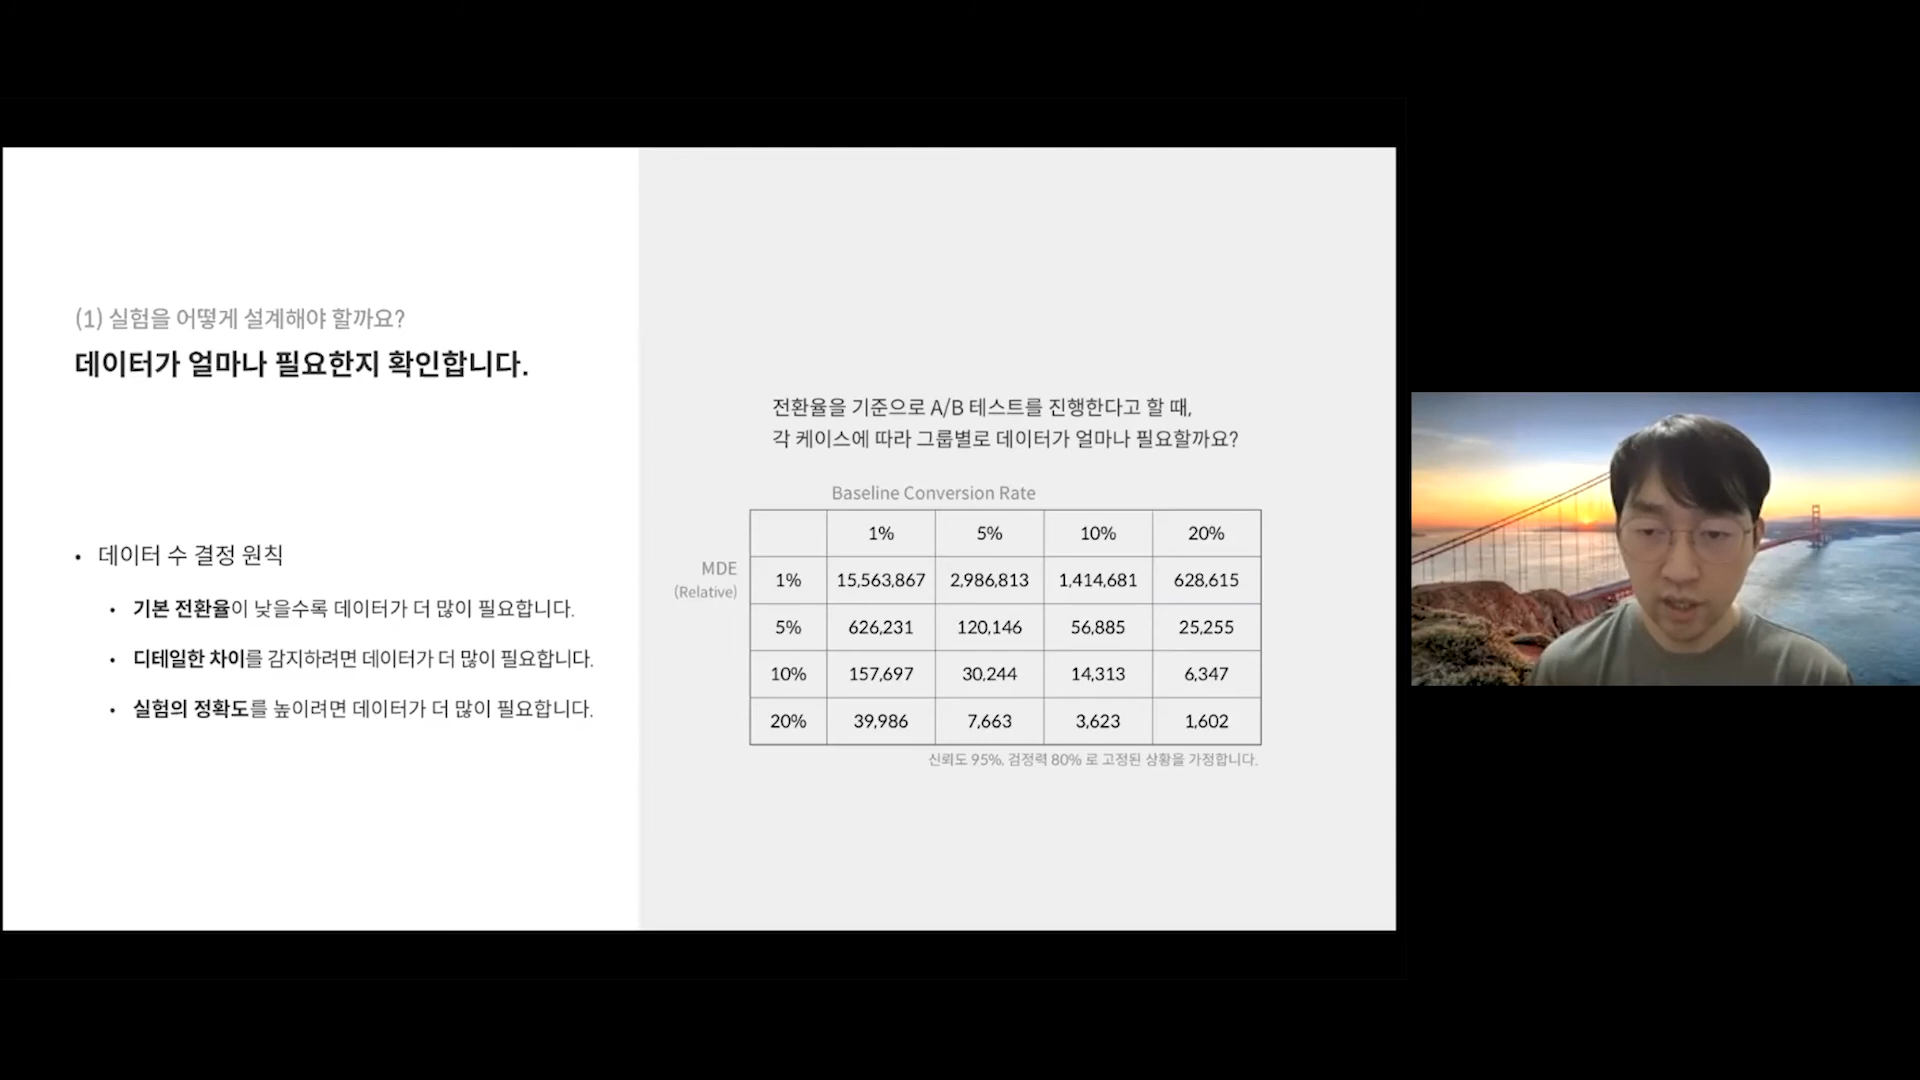 (1) 실험을 어떻게 설계해야 할까요?
데이터가 얼마나 필요한지 확인합니다.
• 데이터 수 결정 원칙
• 기본 전환율이 낮을수록 데이터가 더 많이 필요합니다.
• 디테일한 차이를 감지하려면 데이터가 더 많이 필요합니다.
• 실험의 정확도를 높이려면 데이터가 더 많이 필요합니다.
전환율을 기준으로 A/B 테스트를 진행한다고 할 때,
각 케이스에 따라 그룹별로 데이터가 얼마나 필요할까요?
Baseline Conversion Rate
1% 5% 10% 20%
MDE
(Relative)
1% 15,563,867 2,986,813 1,414,681 628,615
5% 626,231 120,146 56,885 25,255
10% 157,697 30,244 14,313 6,347
20% 39,986 7,663 3,623 1,602
신뢰도 95%, 검정력 80% 로 고정된 상황을 가정합니다.